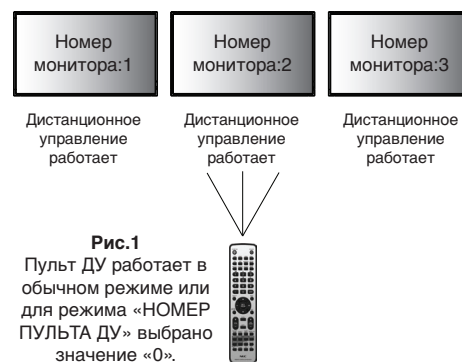 Номер
монитора:1
Номер
монитора:2
Номер
монитора:3
Дистанционное
управление
работает
Дистанционное
управление
работает
Дистанционное
управление
работает
Рис.1
Пульт ДУ работает в
обычном режиме или
для режима «НОМЕР
ПУЛЬТА ДУ» выбрано
значение «0».